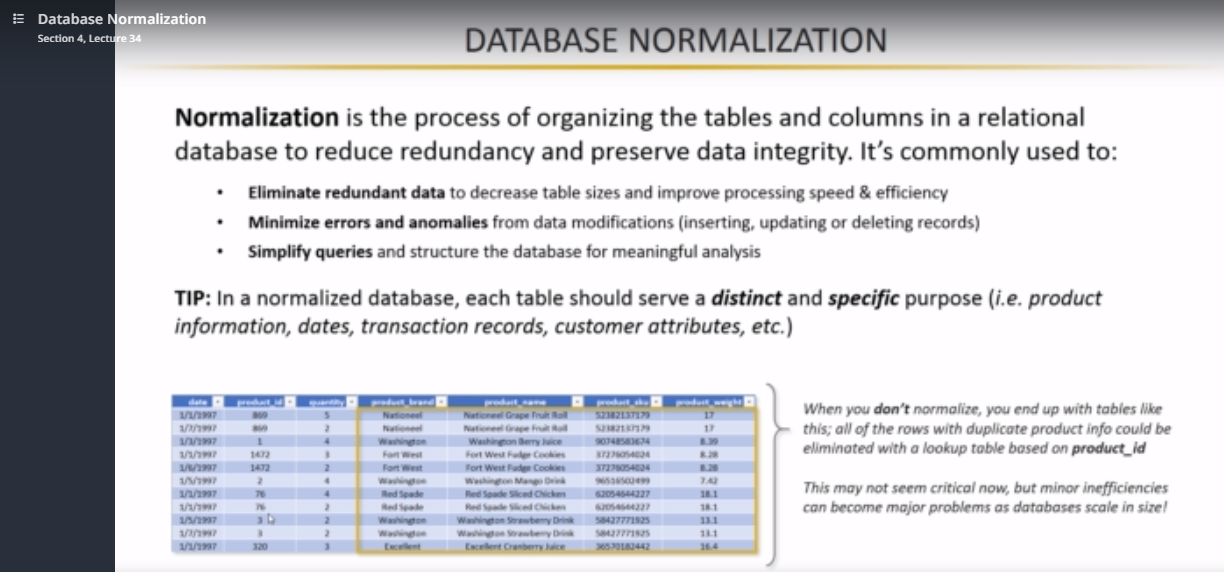 Database Normalization
Section 4, Lecture 34
DATABASE NORMALIZATION
Normalization is the process of organizing the tables and columns in a relational
database to reduce redundancy and preserve data integrity. It's commonly used to:
• Eliminate redundant data to decrease table sizes and improve processing speed & efficiency
• Minimize errors and anomalies from data modifications (inserting, updating or deleting records)
• Simplify queries and structure the database for meaningful analysis
TIP: In a normalized database, each table should serve a distinct and specific purpose (i.e. product
information, dates, transaction records, customer attributes, etc.)
date product_id quantity product_brand product_name product_sku product_weight
1/1/1997 869 5 Nationeel Nationeel Grape Fruit Roll 52382137179 17
1/7/1997 869 2 Nationeel Nationeel Grape Fruit Roll 52382137179 17
1/3/1997 1 4 Washington Washington Berry Juice 90748583674 8.39
1/1/1997 1472 3 Fort West Fort West Fudge Cookies 37276054024 8.28
1/6/1997 1472 2 Fort West Fort West Fudge Cookies 37276054024 8.28
1/5/1997 2 4 Washington Washington Mango Drink 96516502499 7.42
1/1/1997 76 4 Red Spade Red Spade Sliced Chicken 62054644227 18.1
1/1/1997 76 2 Red Spade Red Spade Sliced Chicken 62054644227 18.1
1/5/1997 3 2 Washington Washington Strawberry Drink 58427771925 13.1
1/7/1997 3 2 Washington Washington Strawberry Drink 58427771925 13.1
1/1/1997 320 3 Excellent Excellent Cranberry Juice 36570182442 16.4
When you don't normalize, you end up with tables like
this; all of the rows with duplicate product info could be
eliminated with a lookup table based on product_id
This may not seem critical now, but minor inefficiencies
can become major problems as databases scale in size!